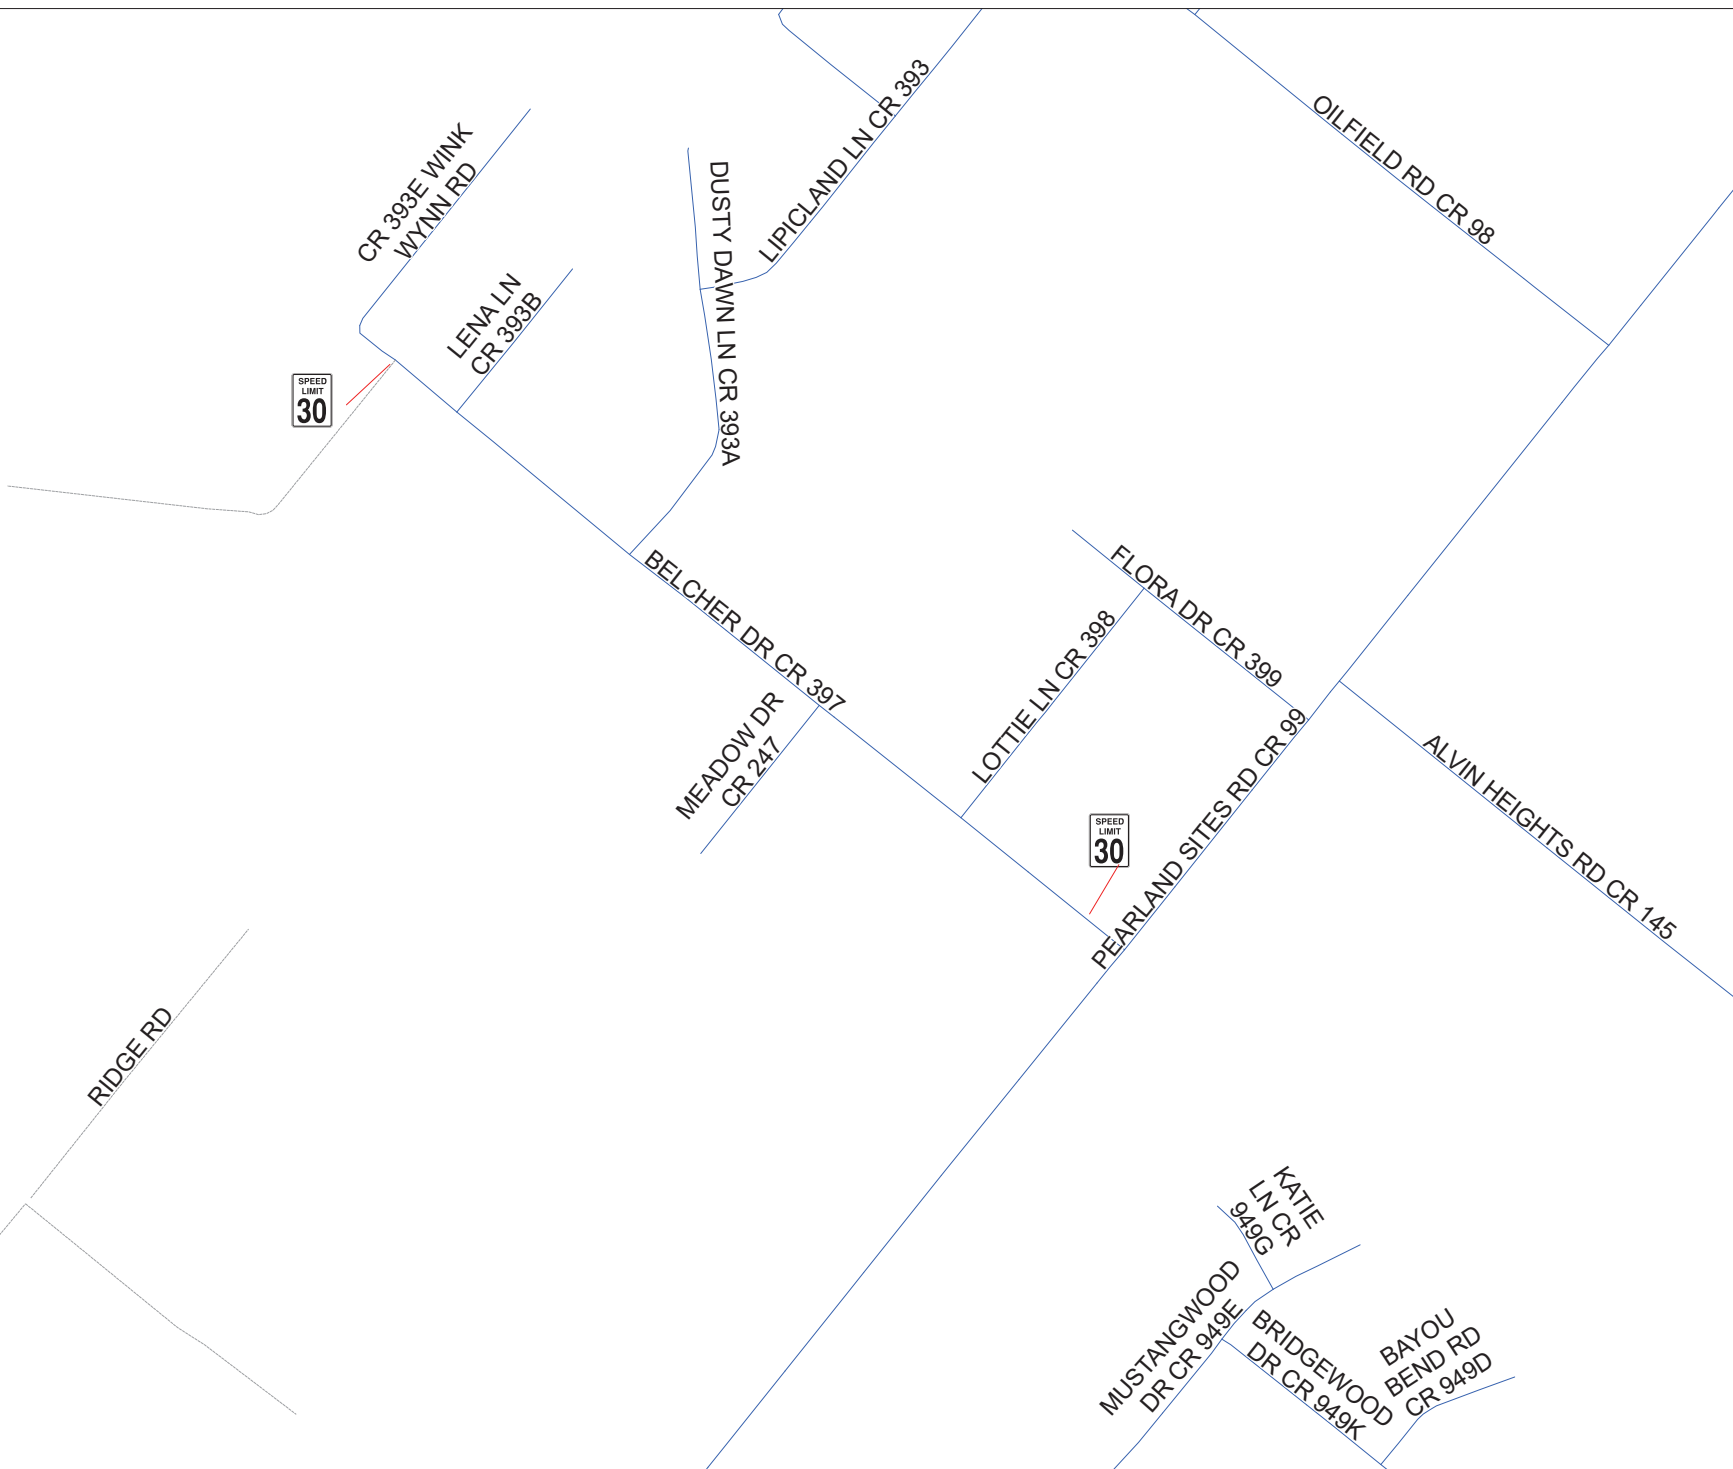 LIPICLAND LN CR 393
OILFIELD RD CR 98
CR 393E WINK
WYNN RD
DUSTY DAWN LN CR 393A
LENA LN
CR 393B
SPEED
LIMIT
30
BELCHER DR CR 397
FLORA DR CR 399
LOTTIE LN CR 398
MEADOW DR
CR 247
PEARLAND SITES RD CR 99
ALVIN HEIGHTS RD CR 145
SPEED
LIMIT
30
RIDGE RD
KATIE
LN CR
949G
MUSTANGWOOD
DR CR 949E
BRIDGEWOOD
DR CR 949K
BAYOU
BEND RD
CR 949D